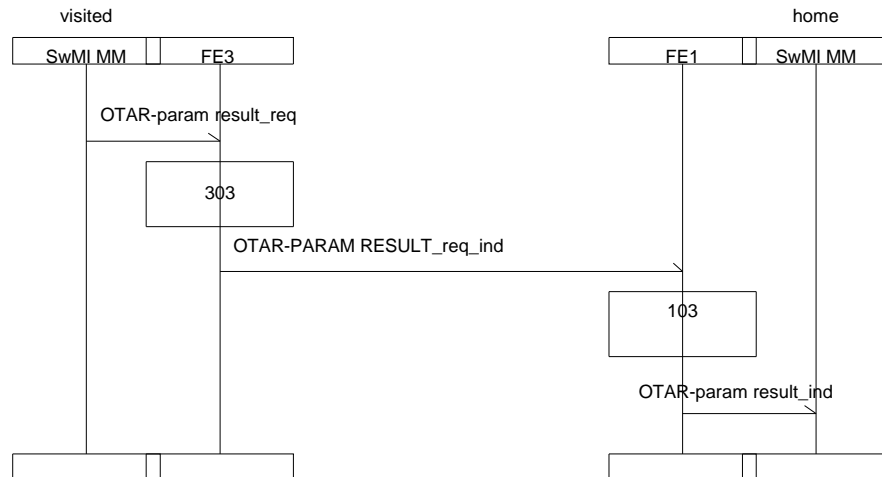 visited home
SwMI MM FE3 FE1 SwMI MM
OTAR-param result_req
303
OTAR-PARAM RESULT_req_ind
103
OTAR-param result_ind